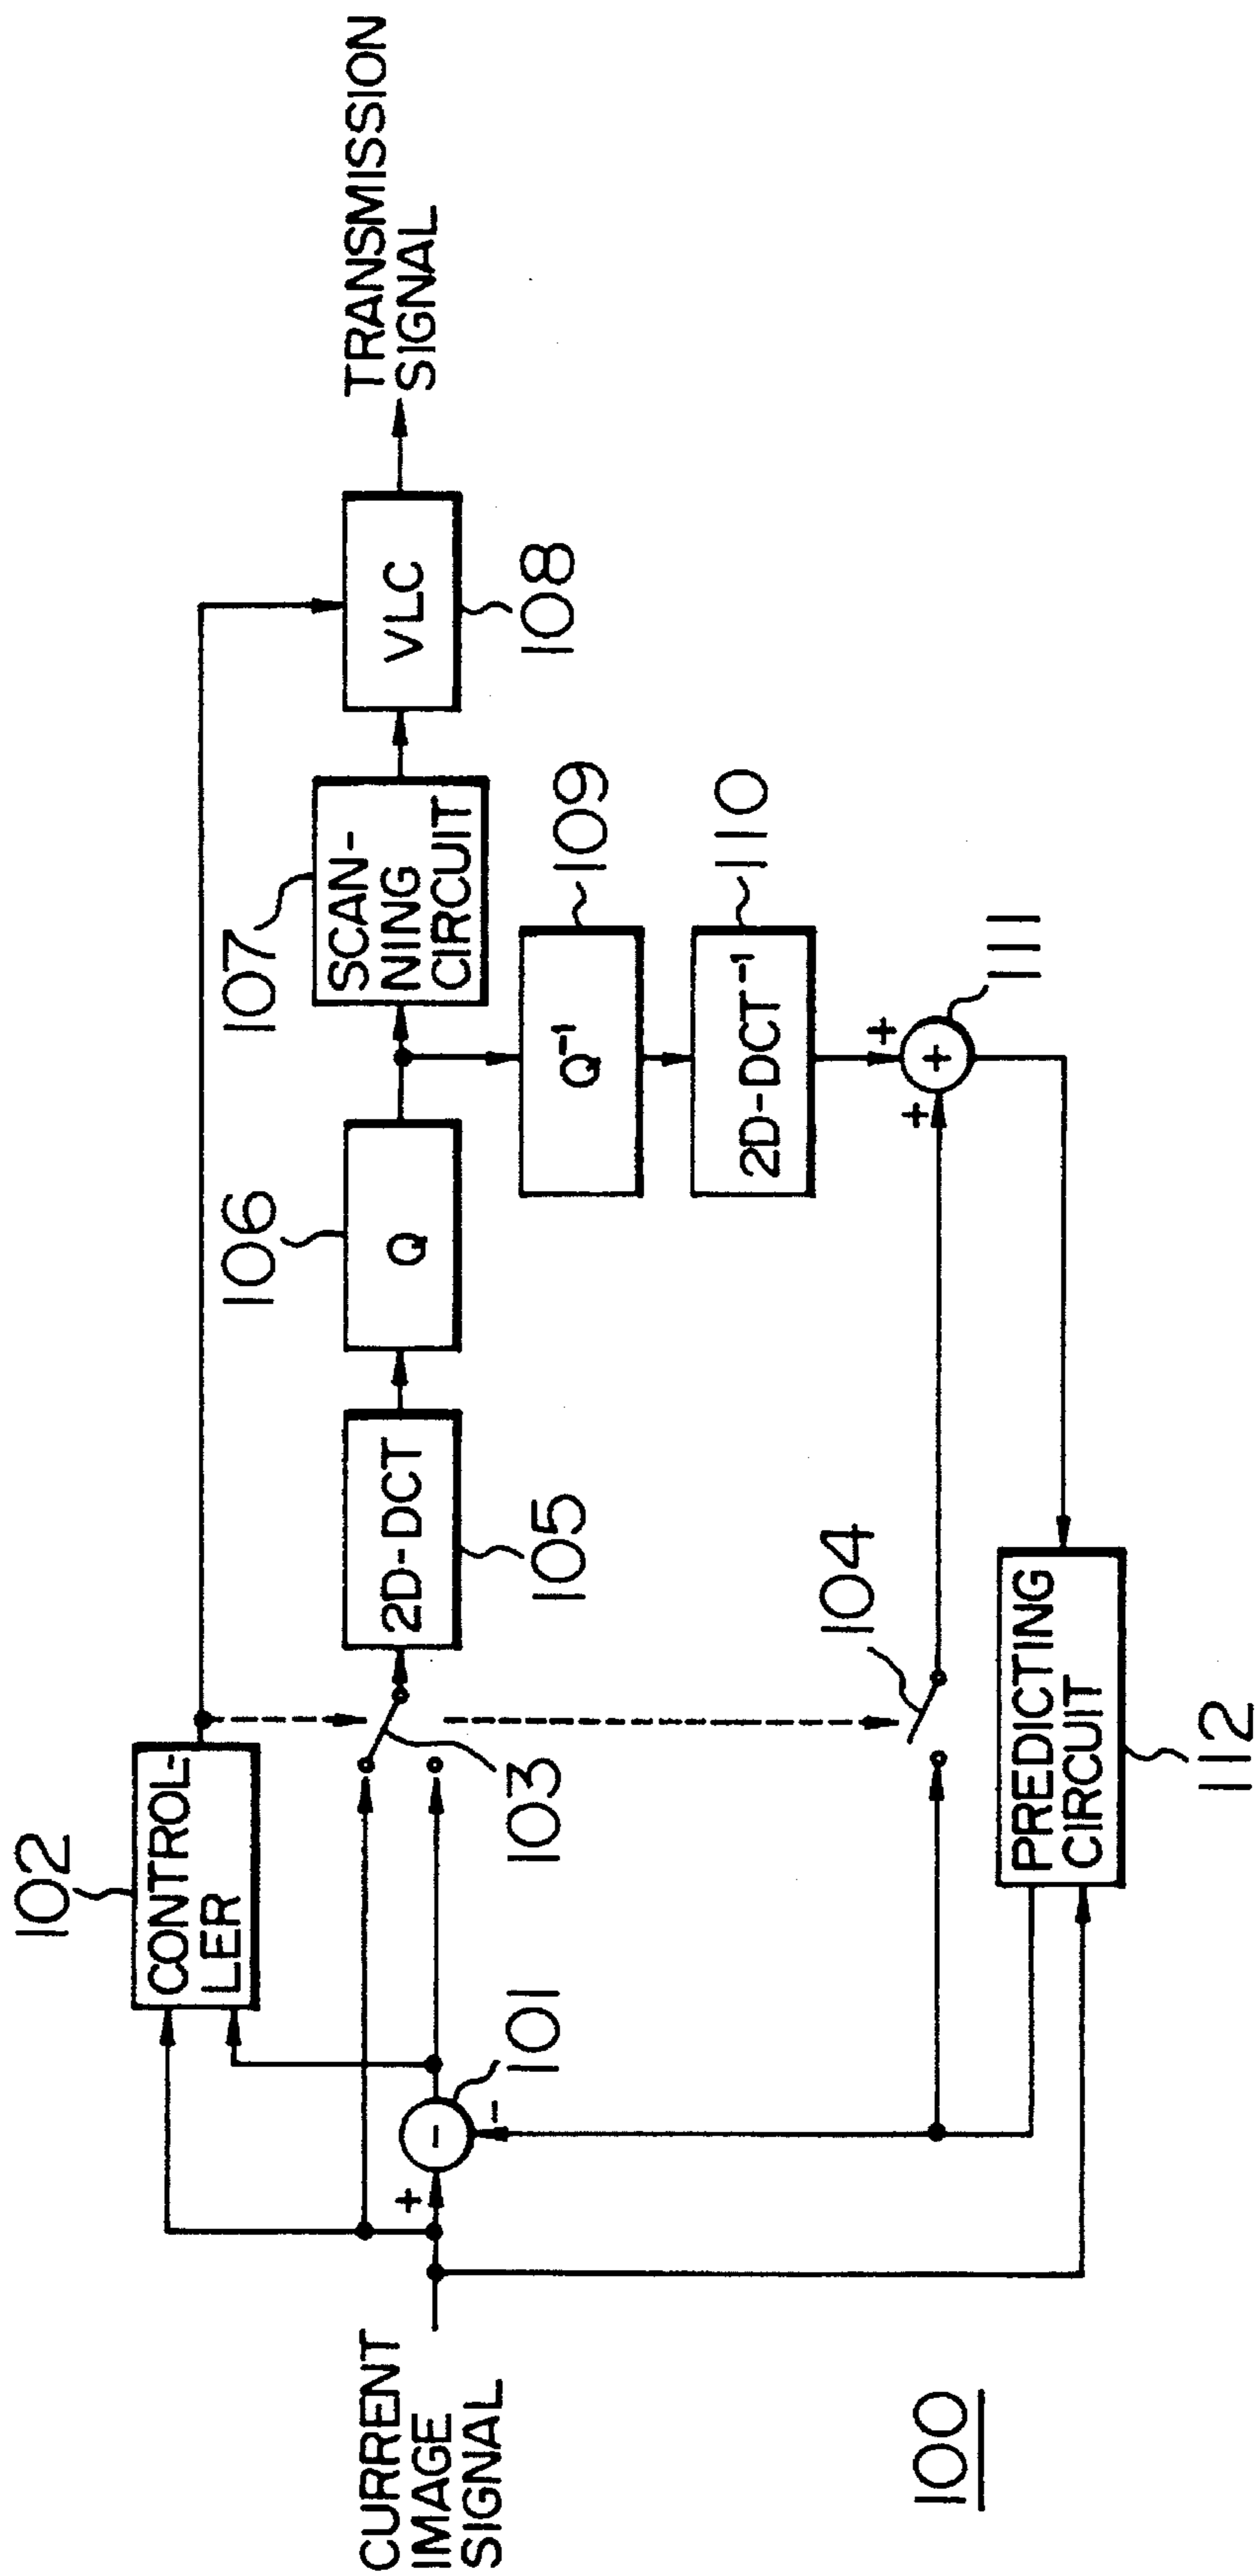 102
CONTROL-
LER
107
106
CURRENT
IMAGE
SIGNAL
+
-
-
101
103
2D-DCT
105
Q
SCAN-
NING
CIRCUIT
VLC
108
TRANSMISSION
SIGNAL
Q⁻¹
109
2D-DCT⁻¹
110
104
+
+
+
111
PREDICTING
CIRCUIT
112
100